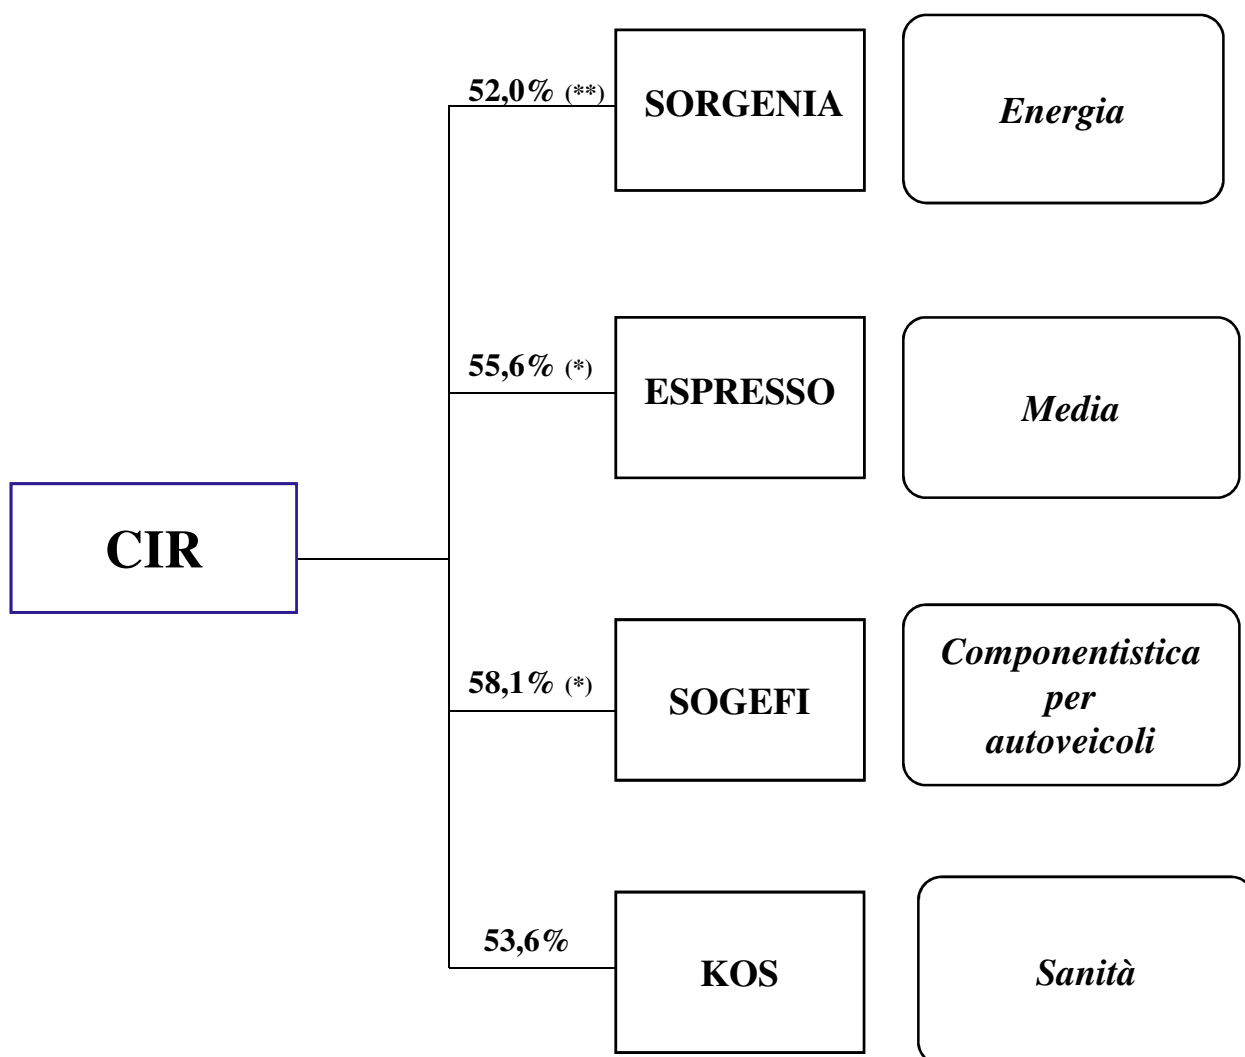 52,0% (**)
SORGENIA
Energia
55,6% (*)
ESPRESSO
Media
CIR
58,1% (*)
SOGEFI
Componentistica
per
autoveicoli
53,6%
KOS
Sanità